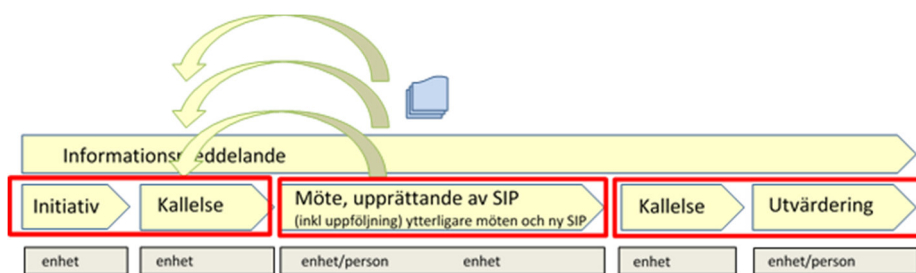 Informationsmeddelande
Initiativ
Kallelse
Möte, upprättande av SIP
(inkl uppföljning) ytterligare möten och ny SIP
Kallelse
Utvärdering
enhet
enhet
enhet/person
enhet
enhet
enhet/person